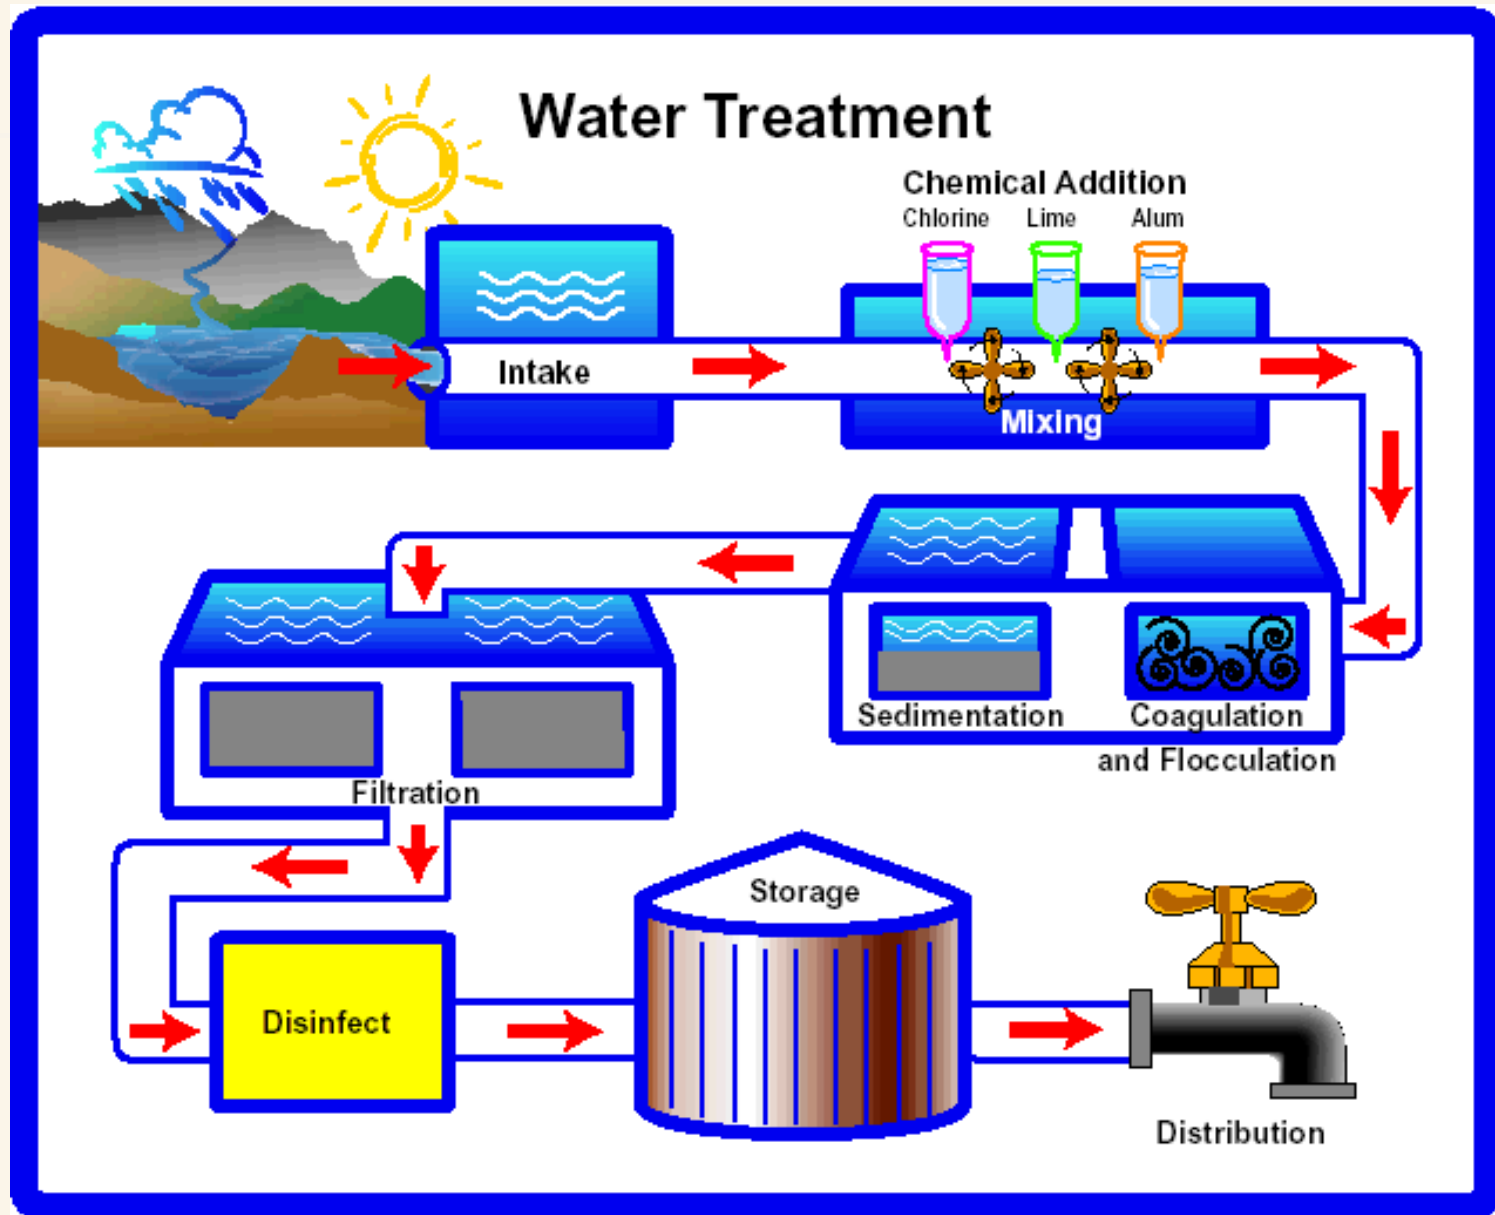 Water Treatment
Chemical Addition
Chlorine Lime Alum
Intake
Mixing
Sedimentation
Coagulation
and Flocculation
Filtration
Disinfect
Storage
Distribution